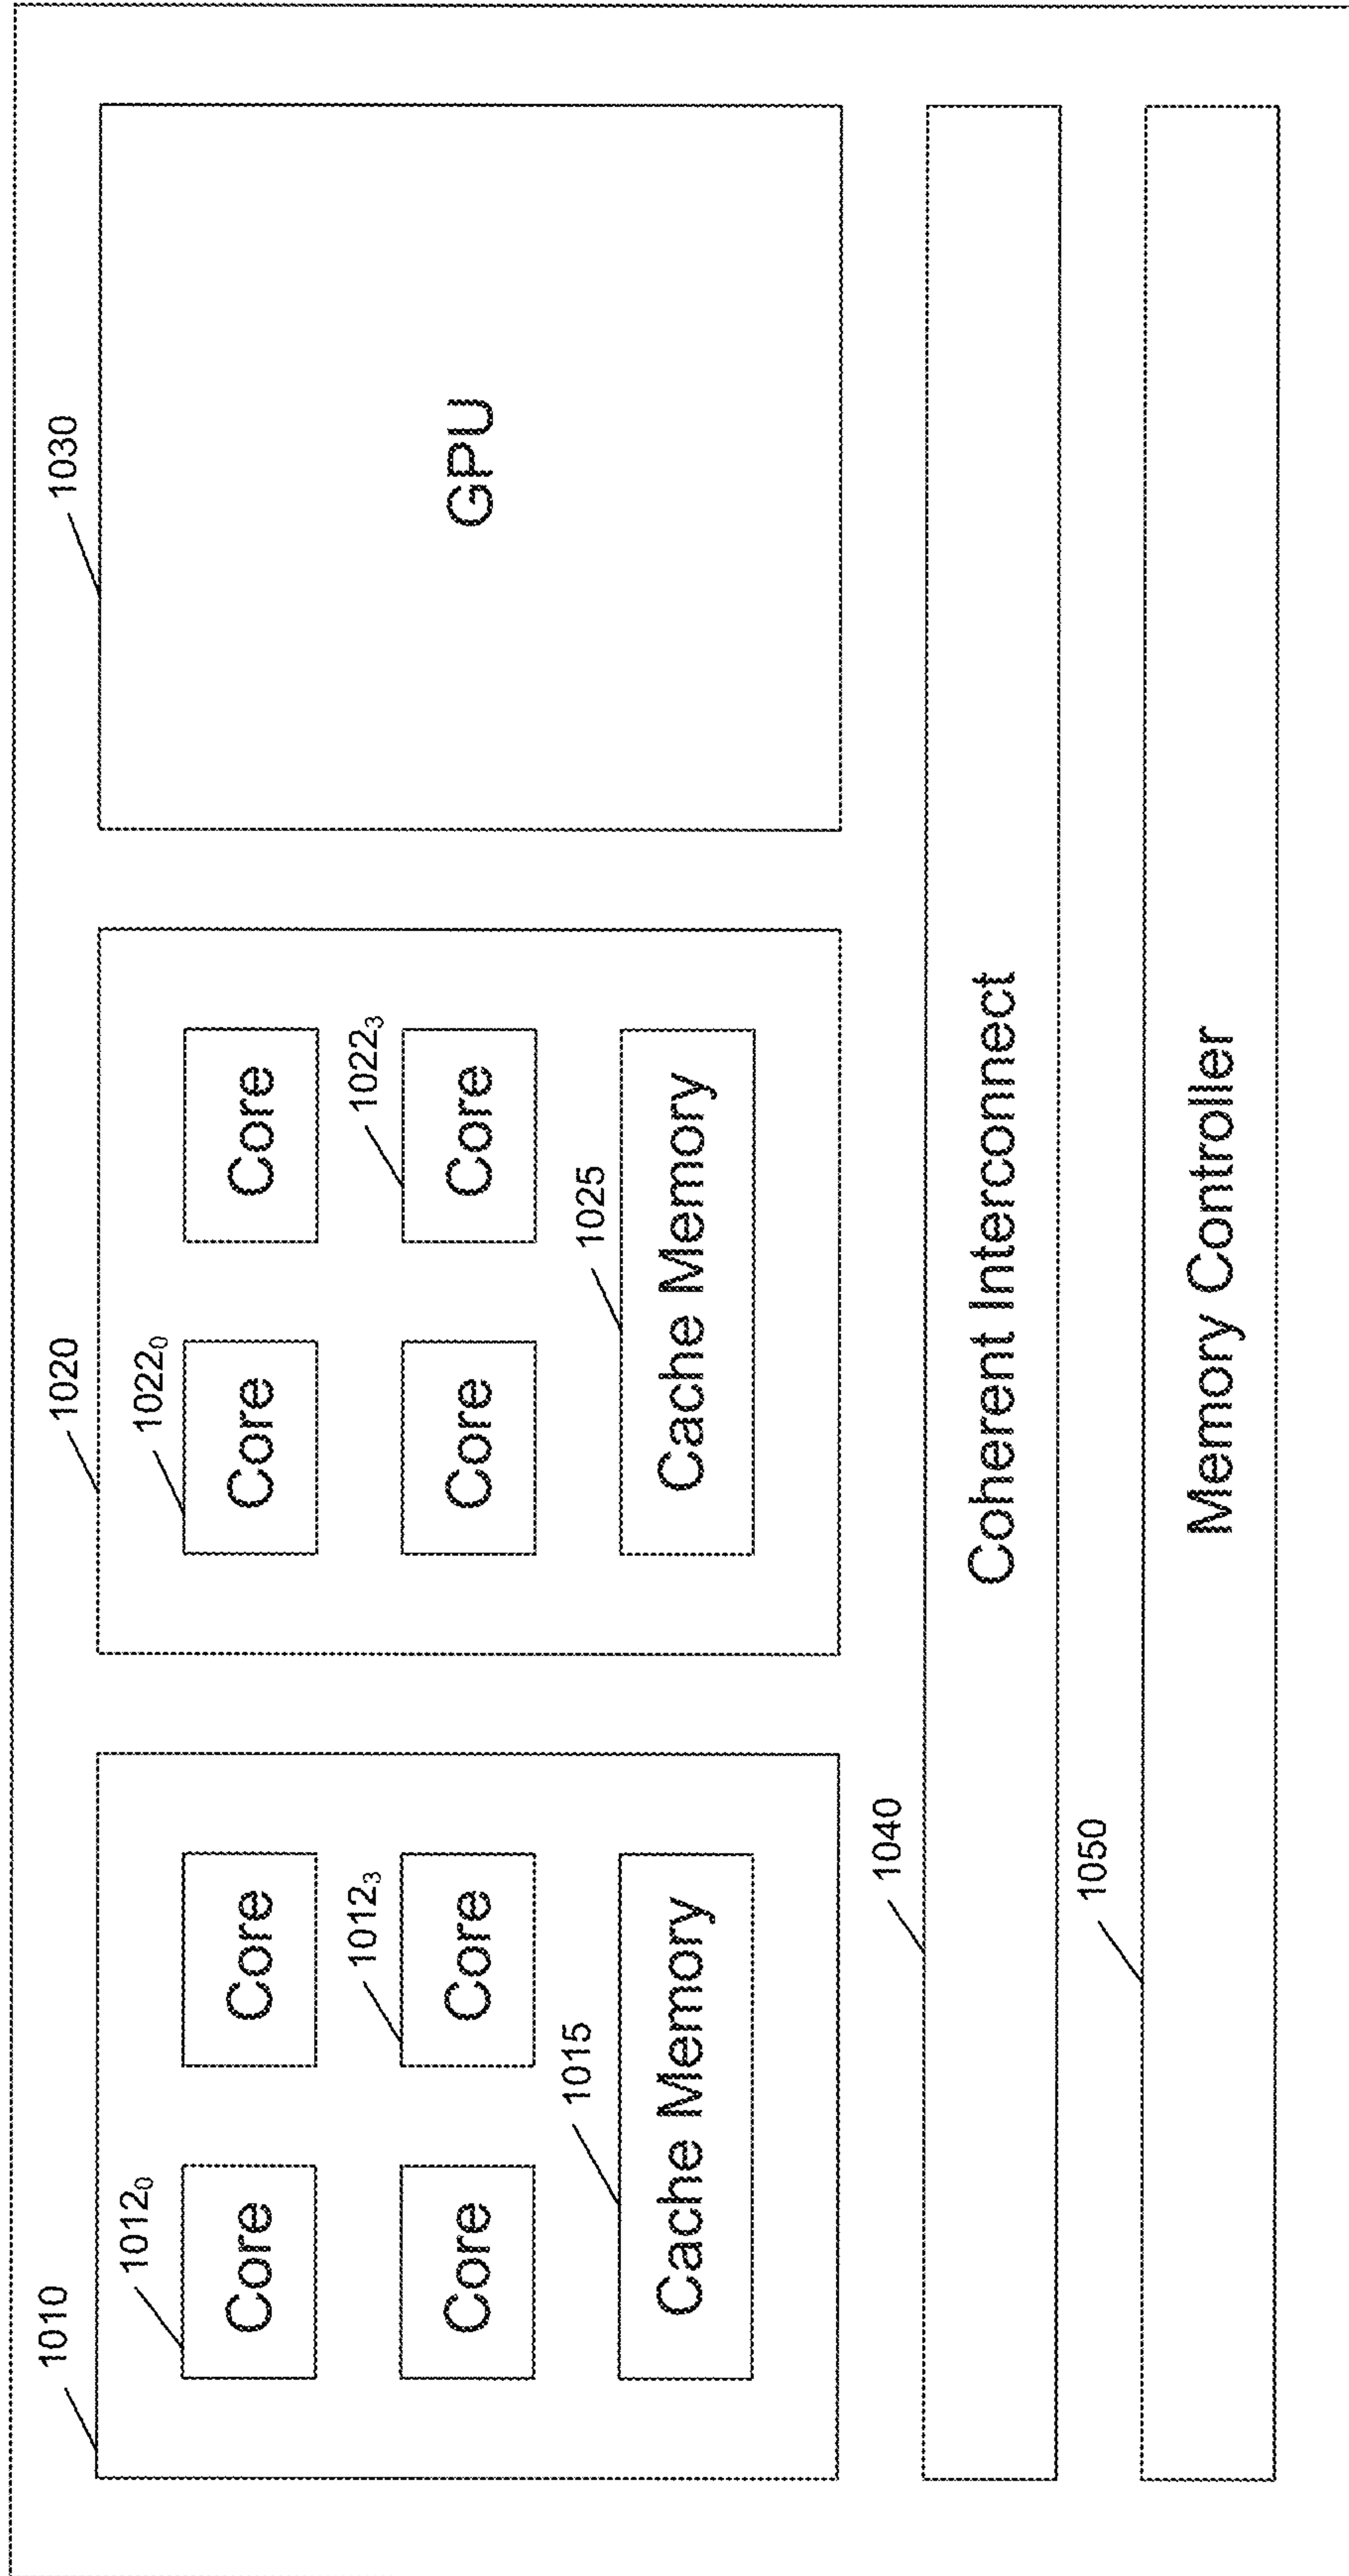 1010
1012₀
Core
Core
1012₃
Core
Core
1015
Cache Memory
1020
1022₀
Core
Core
1022₃
Core
Core
1025
Cache Memory
1030
GPU
1040
Coherent Interconnect
1050
Memory Controller